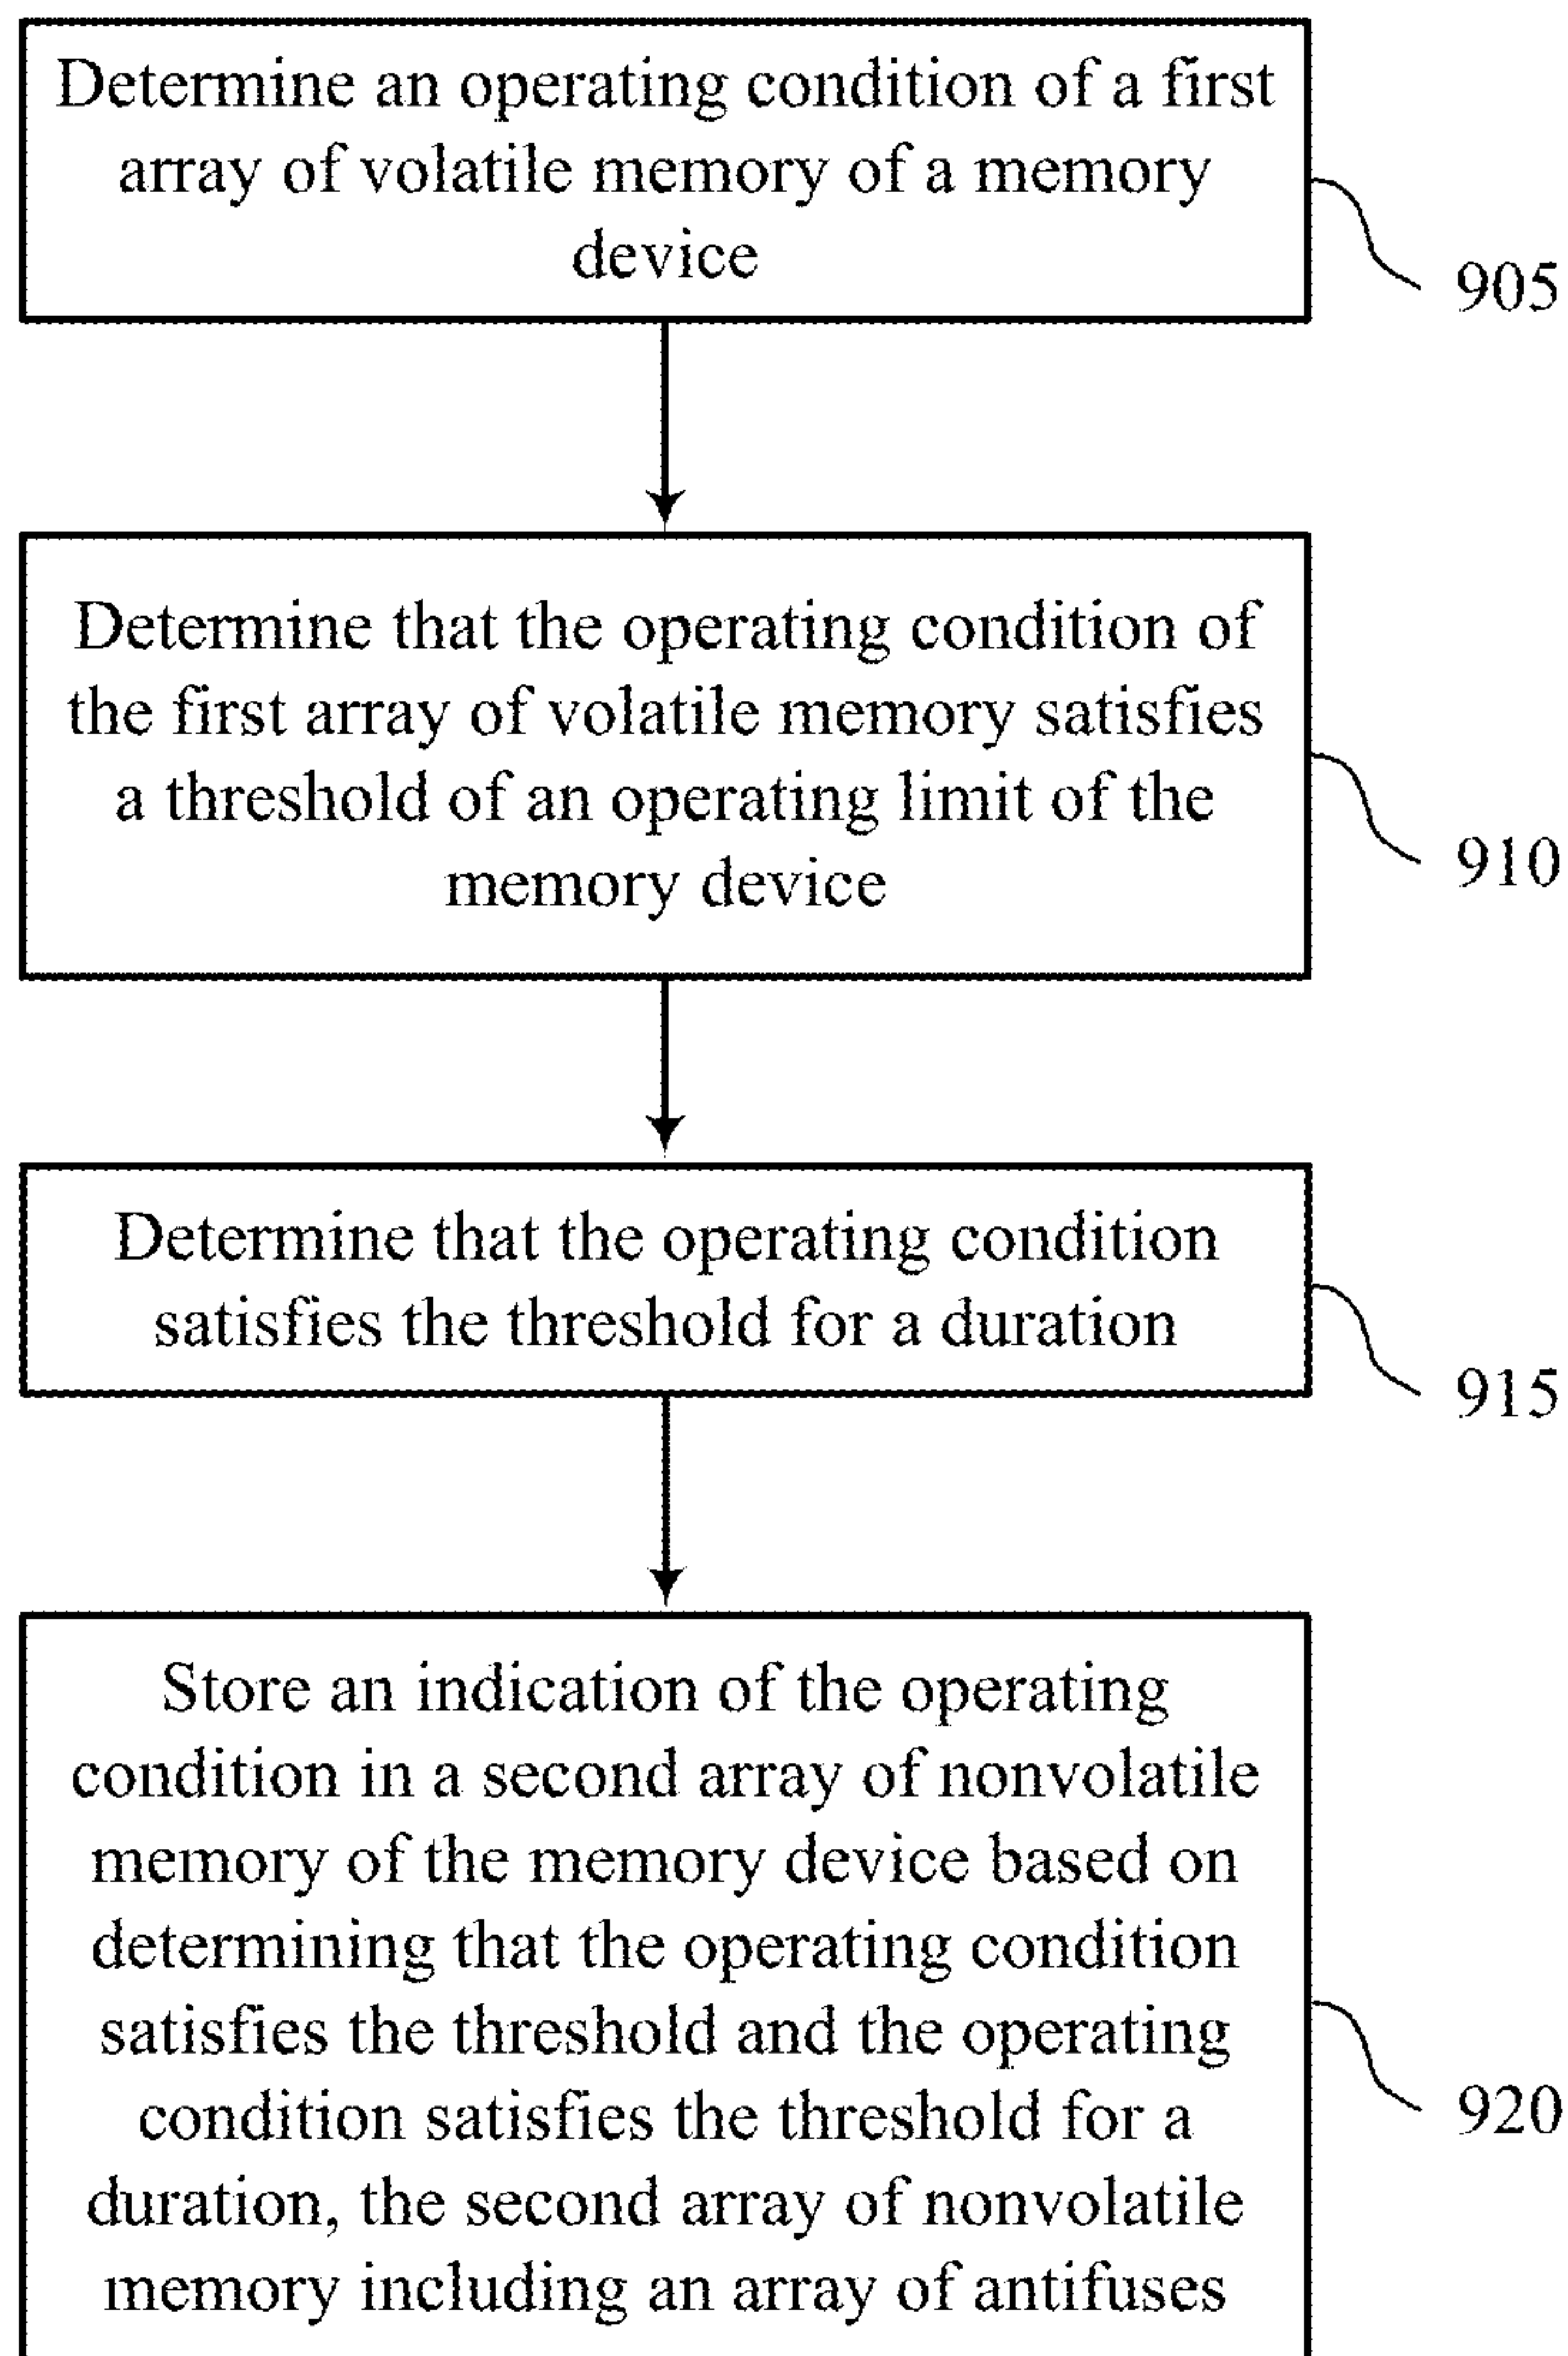 Determine an operating condition of a first
array of volatile memory of a memory
device
905
Determine that the operating condition of
the first array of volatile memory satisfies
a threshold of an operating limit of the
memory device
910
Determine that the operating condition
satisfies the threshold for a duration
915
Store an indication of the operating
condition in a second array of nonvolatile
memory of the memory device based on
determining that the operating condition
satisfies the threshold and the operating
condition satisfies the threshold for a
duration, the second array of nonvolatile
memory including an array of antifuses
920